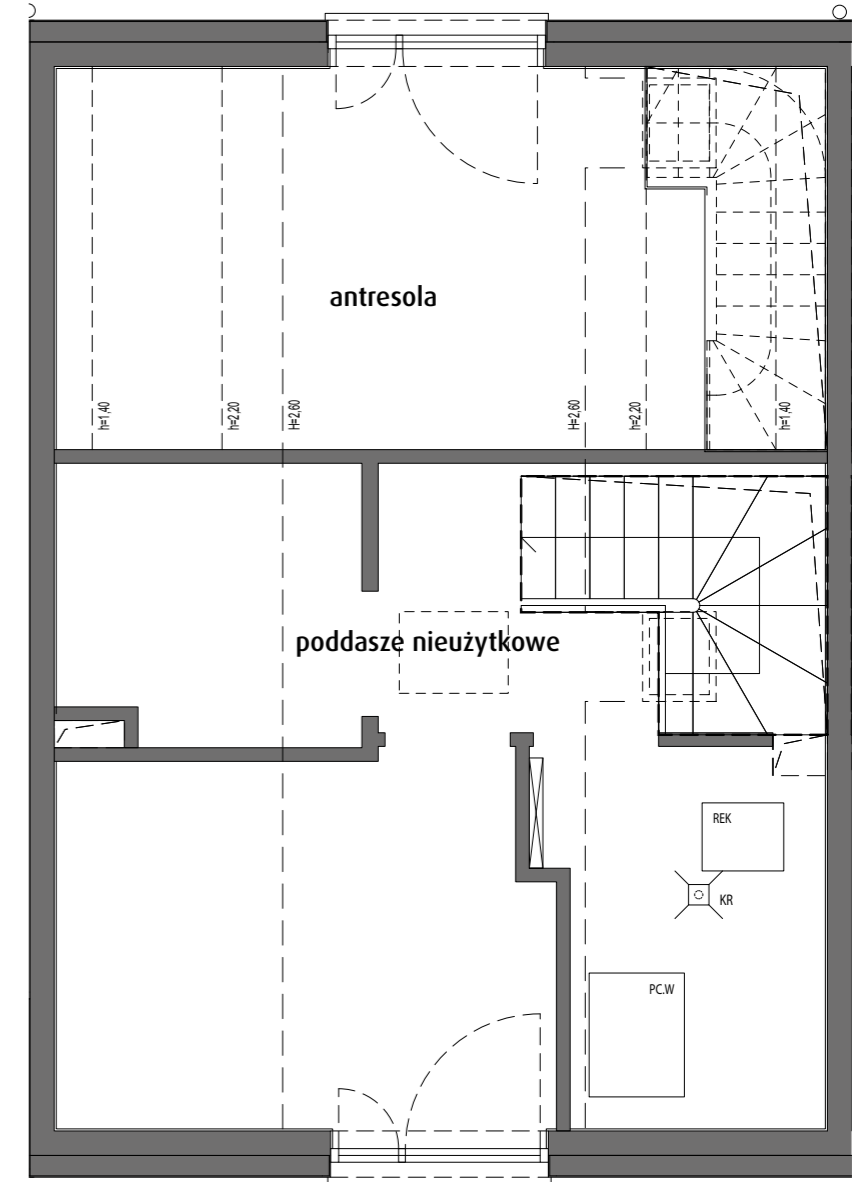 antresola
h=1,40
h=2,20
H=2,60
H=2,60
h=2,20
h=1,40
poddasze nieużytkowe
REK
KR
PC.W